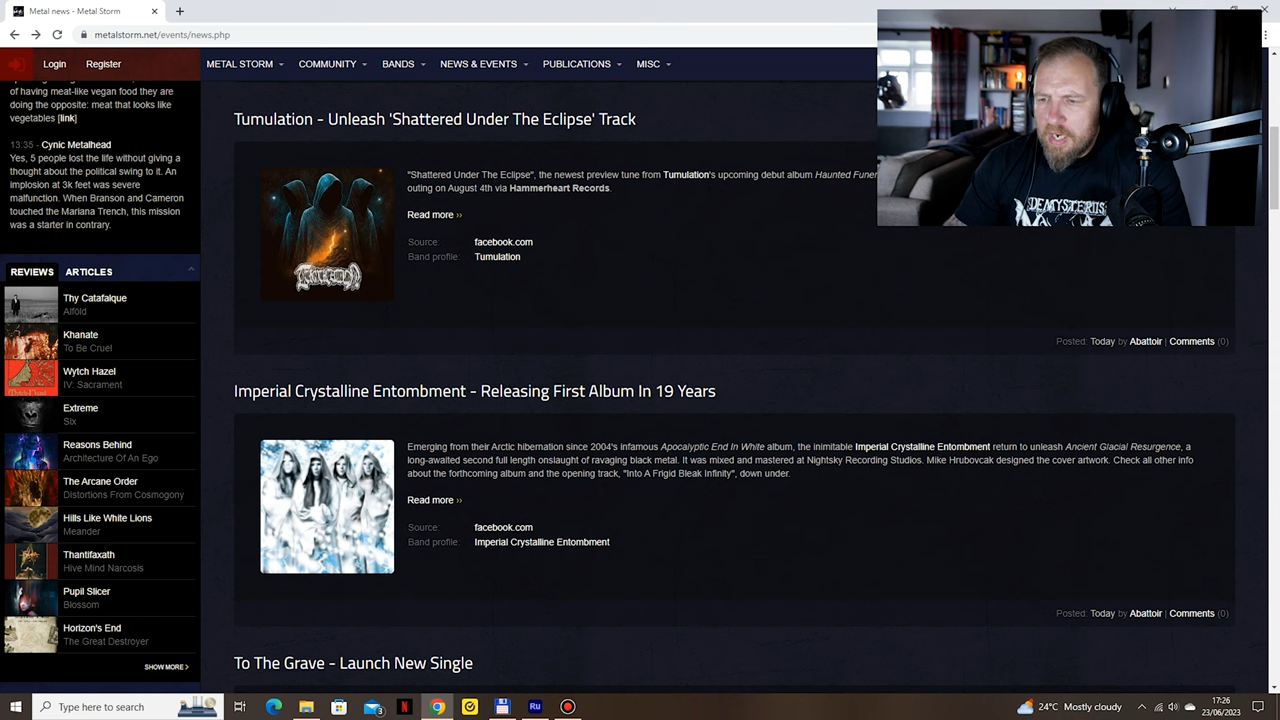 Metal news - Metal Storm
metalstorm.net/events/news.php
Login
Register
METAL STORM
COMMUNITY
BANDS
NEWS & EVENTS
PUBLICATIONS
MISC
of having meat-like vegan food they are
doing the opposite: meat that looks like
vegetables [link]
13:35 - Cynic Metalhead
Yes, 5 people lost the life without giving a
thought about the political swing to it. An
implosion at 3k feet was severe
malfunction. When Branson and Cameron
touched the Mariana Trench, this mission
was a starter in contrary.
REVIEWS
ARTICLES
Thy Catafalque
Alföld
Khanate
To Be Cruel
Wytch Hazel
IV: Sacrament
Extreme
Six
Reasons Behind
Architecture Of An Ego
The Arcane Order
Distortions From Cosmogony
Hills Like White Lions
Meander
Thantifaxath
Hive Mind Narcosis
Pupil Slicer
Blossom
Horizon's End
The Great Destroyer
SHOW MORE >
Tumulation - Unleash 'Shattered Under The Eclipse' Track
"Shattered Under The Eclipse", the newest preview tune from Tumulation's upcoming debut album Haunted Funer
outing on August 4th via Hammerheart Records.
Read more ››
Source: facebook.com
Band profile: Tumulation
Posted: Today by Abattoir | Comments (0)
Imperial Crystalline Entombment - Releasing First Album In 19 Years
Emerging from their Arctic hibernation since 2004's infamous Apocalyptic End In White album, the inimitable Imperial Crystalline Entombment return to unleash Ancient Glacial Resurgence, a
long-awaited second full length onslaught of ravaging black metal. It was mixed and mastered at Nightsky Recording Studios. Mike Hrubovcak designed the cover artwork. Check all other info
about the forthcoming album and the opening track, "Into A Frigid Bleak Infinity", down under.
Read more ››
Source: facebook.com
Band profile: Imperial Crystalline Entombment
Posted: Today by Abattoir | Comments (0)
To The Grave - Launch New Single
DEMYSTERIIS
Type here to search
3
N
Ru
24°C Mostly cloudy
17:26
23/06/2023